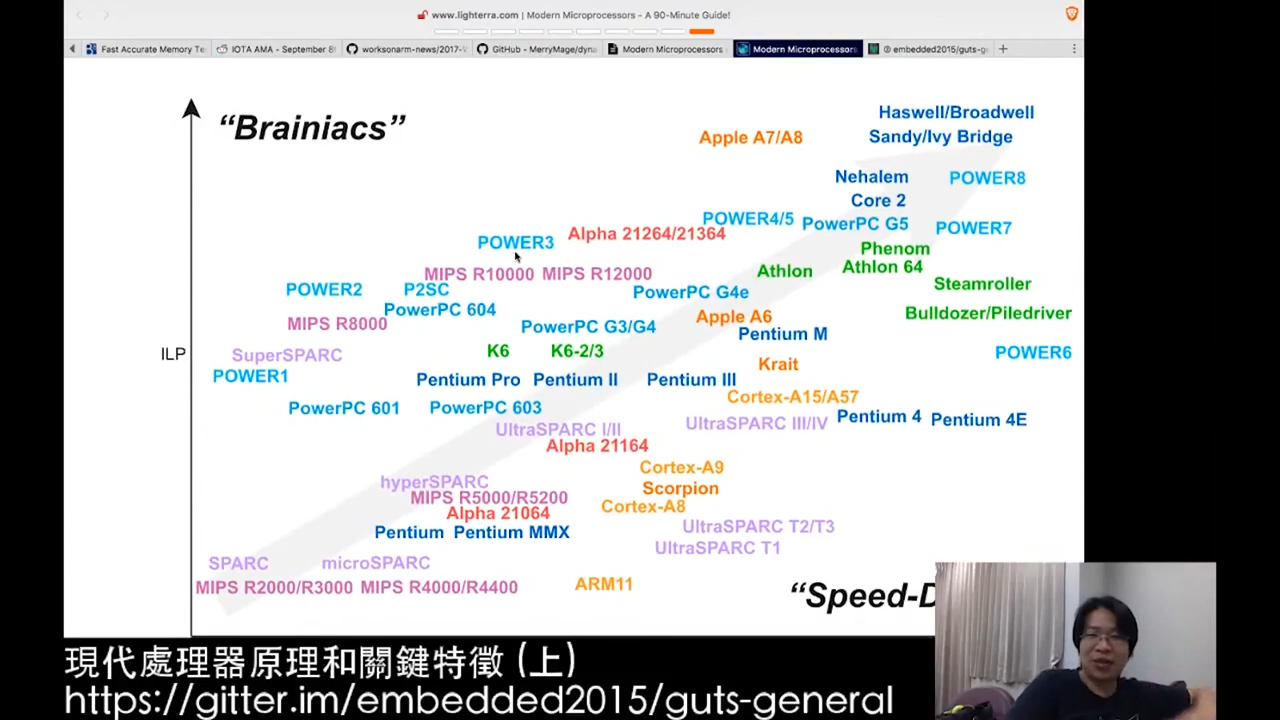 www.lighterra.com | Modern Microprocessors - A 90-Minute Guide!
Fast Accurate Memory Te
IOTA AMA - September 8
worksonarm-news/2017-
GitHub - MerryMage/dyna
Modern Microprocessors
Modern Microprocessors
embedded2015/guts-g
“Brainiacs”
Haswell/Broadwell
Apple A7/A8
Sandy/Ivy Bridge
Nehalem
POWER8
Core 2
POWER4/5
PowerPC G5
POWER7
Alpha 21264/21364
POWER3
Phenom
Athlon 64
Athlon
MIPS R10000
MIPS R12000
Steamroller
POWER2
P2SC
PowerPC G4e
PowerPC 604
Bulldozer/Piledriver
Apple A6
MIPS R8000
PowerPC G3/G4
Pentium M
K6
K6-2/3
POWER6
ILP
SuperSPARC
Krait
POWER1
Pentium Pro
Pentium II
Pentium III
Cortex-A15/A57
PowerPC 601
PowerPC 603
UltraSPARC I/II
UltraSPARC III/IV
Pentium 4
Pentium 4E
Alpha 21164
Cortex-A9
hyperSPARC
Scorpion
MIPS R5000/R5200
Cortex-A8
Alpha 21064
UltraSPARC T2/T3
Pentium
Pentium MMX
UltraSPARC T1
SPARC
microSPARC
MIPS R2000/R3000
MIPS R4000/R4400
ARM11
“Speed-D
現代處理器原理和關鍵特徵 (上)
https://gitter.im/embedded2015/guts-general